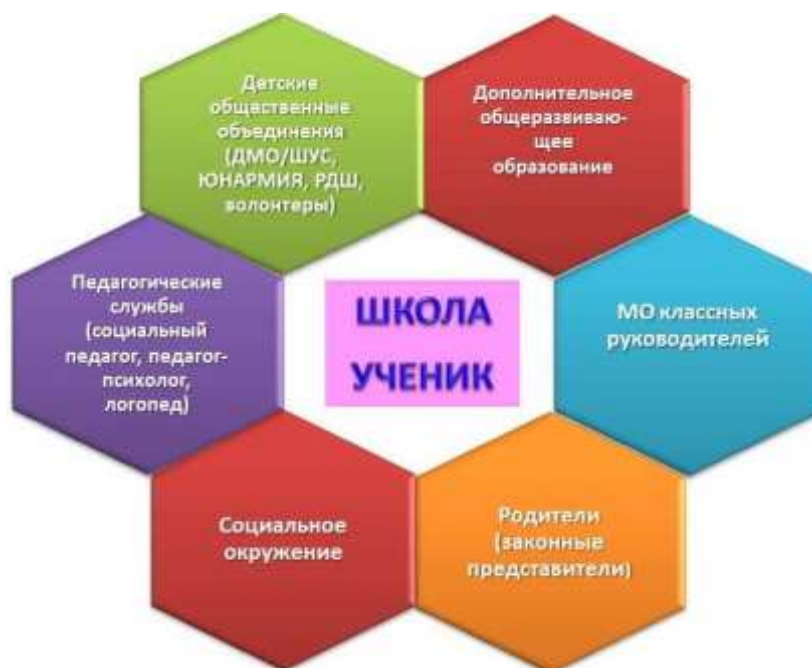 Детские
общественные
объединения
(ДМО/ШУС,
ЮНАРМИЯ, РДШ,
волонтеры)
Дополнительное
общеразвиваю-
щее
образование
Педагогические
службы
(социальный
педагог, педагог-
психолог,
логопед)
ШКОЛА
УЧЕНИК
МО классных
руководителей
Социальное
окружение
Родители
(законные
представители)